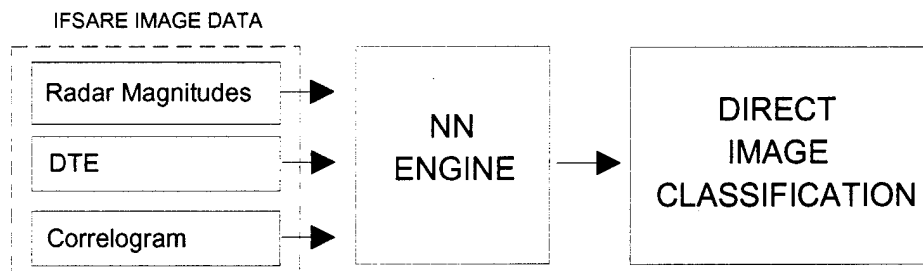 IFSARE IMAGE DATA
Radar Magnitudes
DTE
Correlogram
NN
ENGINE
DIRECT
IMAGE
CLASSIFICATION